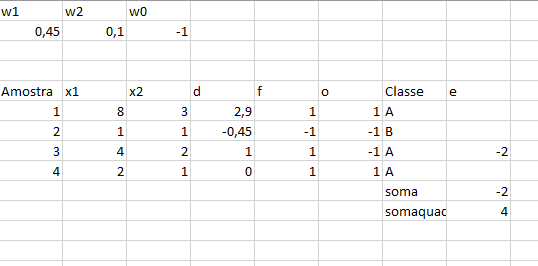 w1 w2 w0
0,45 0,1 -1
Amostra x1 x2 d f o Classe e
1 8 3 2,9 1 1 A
2 1 1 -0,45 -1 -1 B
3 4 2 1 1 -1 A -2
4 2 1 0 1 1 A
soma -2
somaquad 4